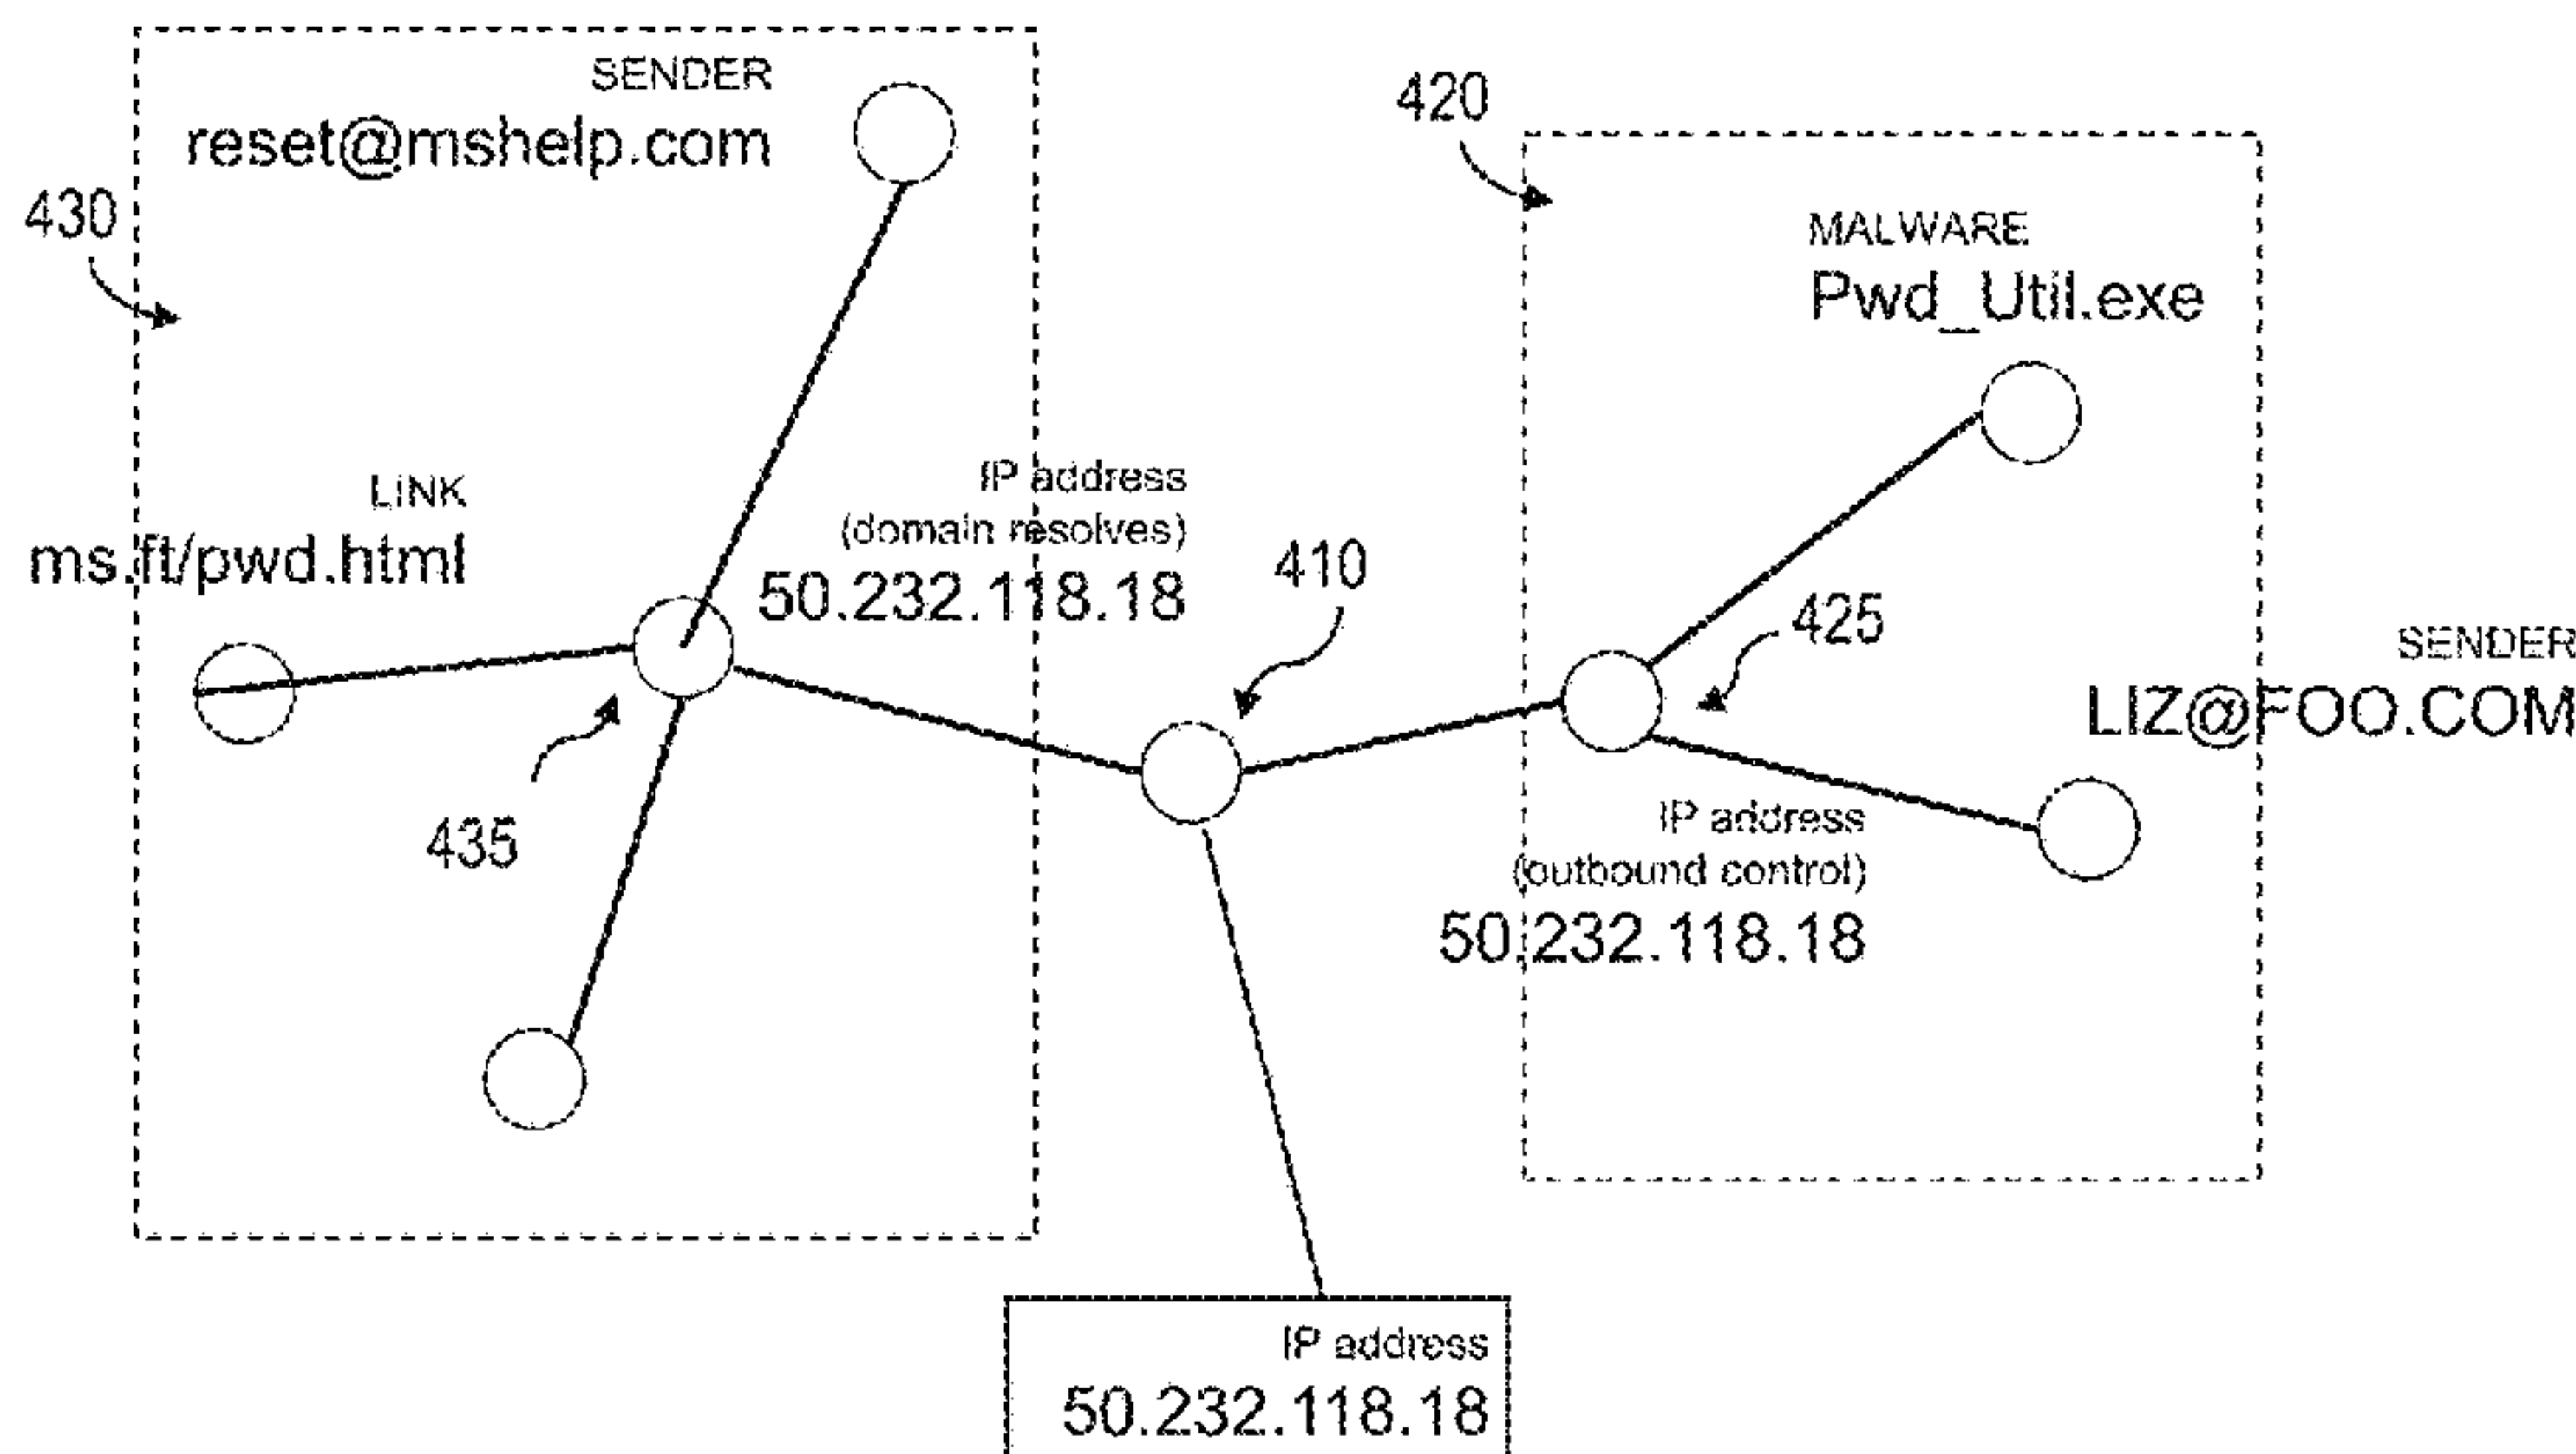 SENDER
reset@mshelp.com
430
LINK
ms.ft/pwd.html
IP address
(domain resolves)
50.232.118.18
435
410
420
MALWARE
Pwd_Util.exe
425
SENDER
LIZ@FOO.COM
IP address
(outbound control)
50.232.118.18
IP address
50.232.118.18